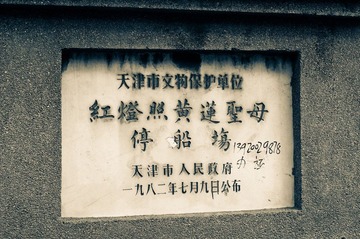 天津市文物保护单位
紅燈照黄蓮聖母
停船場
天津市人民政府
一九八二年七月九日公布